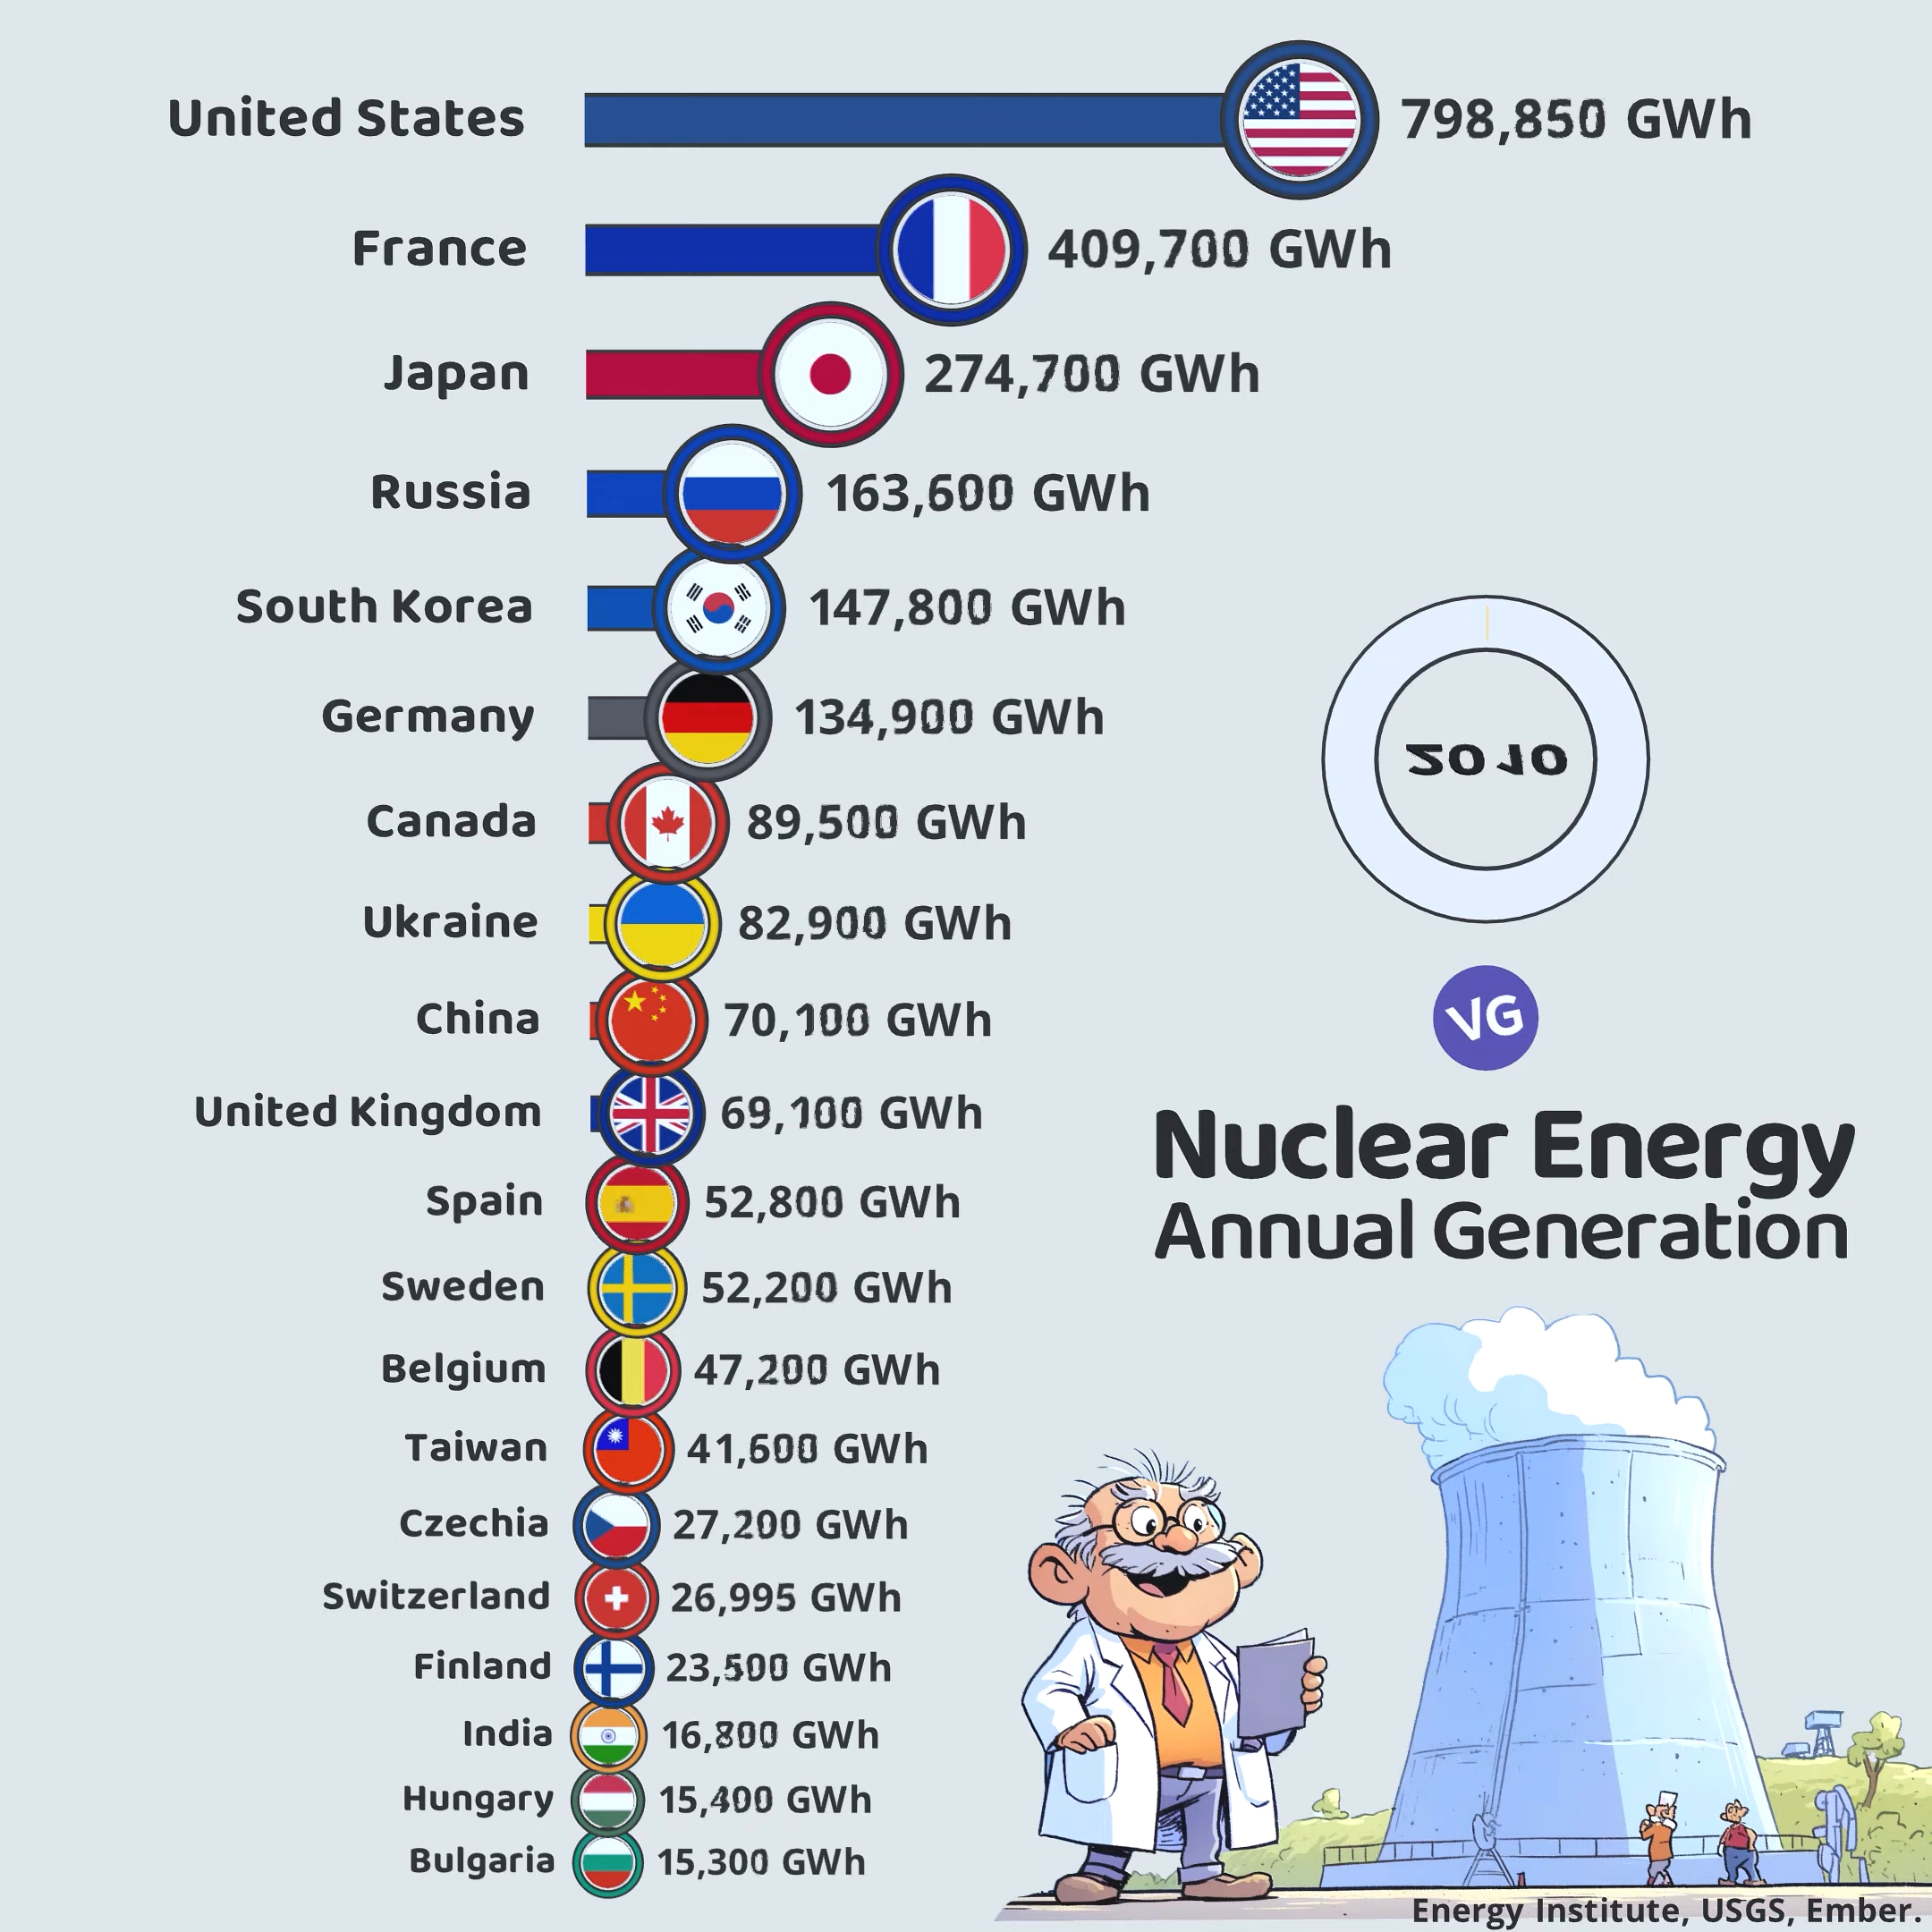 United States 798,850 GWh
France 409,700 GWh
Japan 274,700 GWh
Russia 163,600 GWh
South Korea 147,800 GWh
Germany 134,900 GWh
Canada 89,500 GWh
Ukraine 82,900 GWh
China 70,100 GWh
United Kingdom 69,100 GWh
Spain 52,800 GWh
Sweden 52,200 GWh
Belgium 47,200 GWh
Taiwan 41,600 GWh
Czechia 27,200 GWh
Switzerland 26,995 GWh
Finland 23,500 GWh
India 16,800 GWh
Hungary 15,400 GWh
Bulgaria 15,300 GWh
2010
VG
Nuclear Energy
Annual Generation
Energy Institute, USGS, Ember.